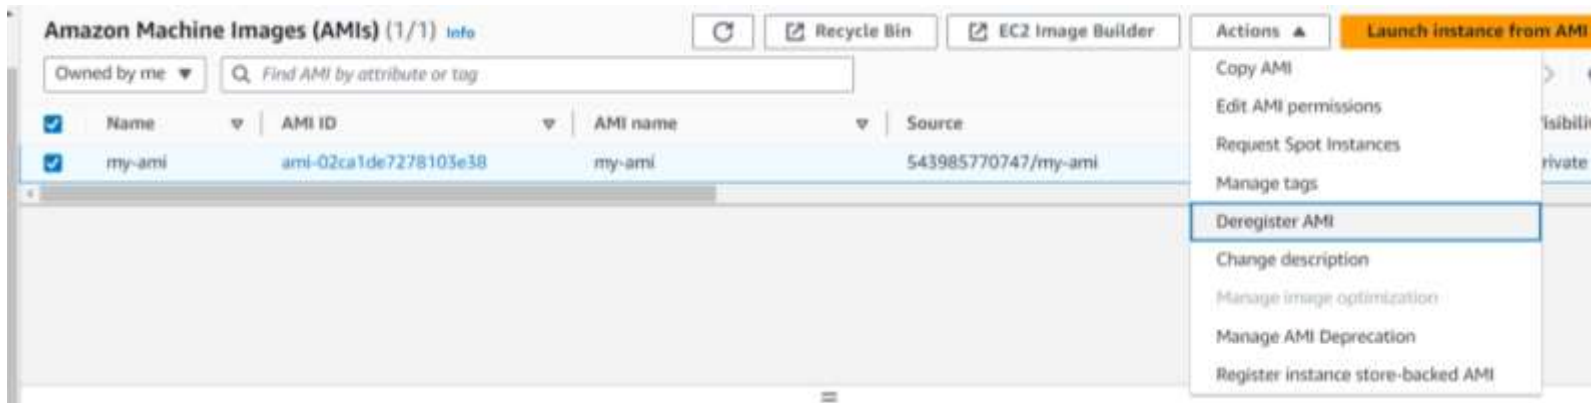 Amazon Machine Images (AMIs) (1/1) Info
Recycle Bin
EC2 Image Builder
Actions
Launch instance from AMI
Owned by me
Find AMI by attribute or tag
Name
AMI ID
AMI name
Source
my-ami
ami-02ca1de7278103e38
my-ami
543985770747/my-ami
Copy AMI
Edit AMI permissions
Request Spot Instances
Manage tags
Deregister AMI
Change description
Manage image optimization
Manage AMI Deprecation
Register instance store-backed AMI